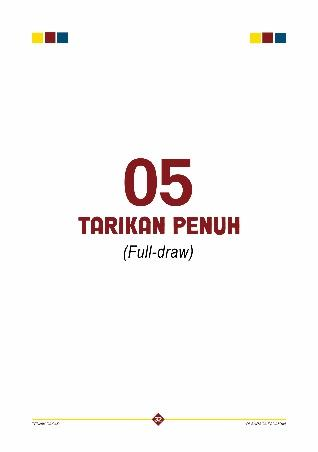 05
TARIKAN PENUH
(Full-draw)